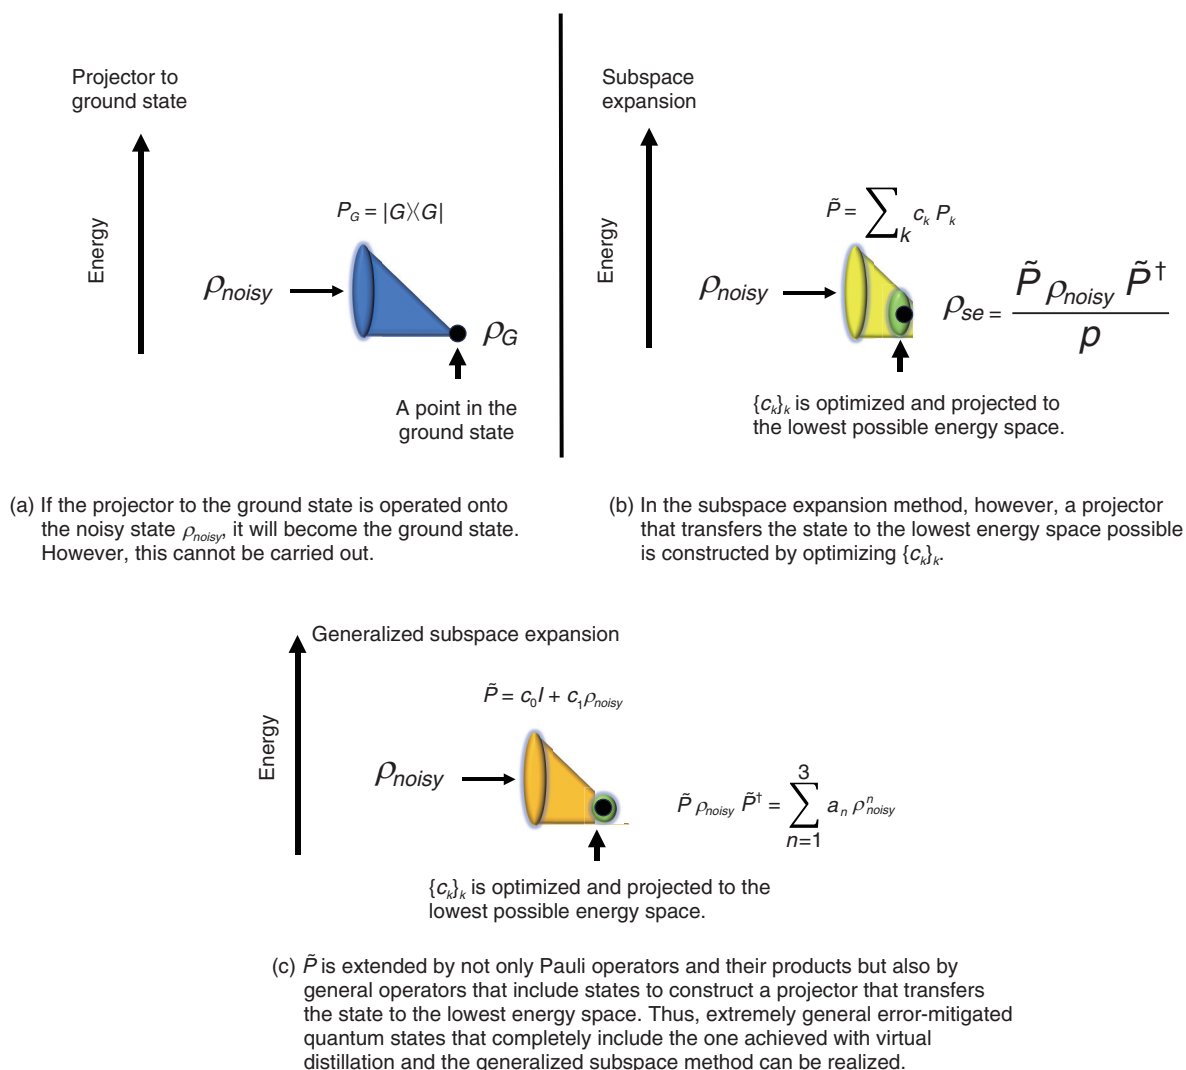 Projector to
ground state
Energy
P_G = |G⟩⟨G|
ρ_noisy
ρ_G
A point in the
ground state
(a) If the projector to the ground state is operated onto
the noisy state ρ_noisy, it will become the ground state.
However, this cannot be carried out.
Subspace
expansion
Energy
P̃ = ∑_k c_k P_k
ρ_noisy
ρ_se = P̃ ρ_noisy P̃† / p
{c_k}_k is optimized and projected to
the lowest possible energy space.
(b) In the subspace expansion method, however, a projector
that transfers the state to the lowest energy space possible
is constructed by optimizing {c_k}_k.
Generalized subspace expansion
Energy
P̃ = c_0I + c_1ρ_noisy
ρ_noisy
P̃ ρ_noisy P̃† = ∑_{n=1}^{3} a_n ρ_noisy^n
{c_k}_k is optimized and projected to the
lowest possible energy space.
(c) P̃ is extended by not only Pauli operators and their products but also by
general operators that include states to construct a projector that transfers
the state to the lowest energy space. Thus, extremely general error-mitigated
quantum states that completely include the one achieved with virtual
distillation and the generalized subspace method can be realized.